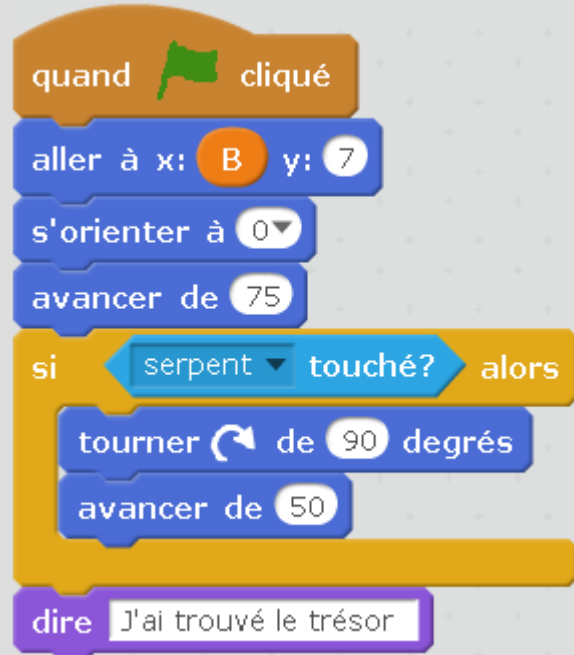 quand cliqué
aller à x: B y: 7
s'orienter à 0
avancer de 75
si serpent touché? alors
tourner de 90 degrés
avancer de 50
dire J'ai trouvé le trésor